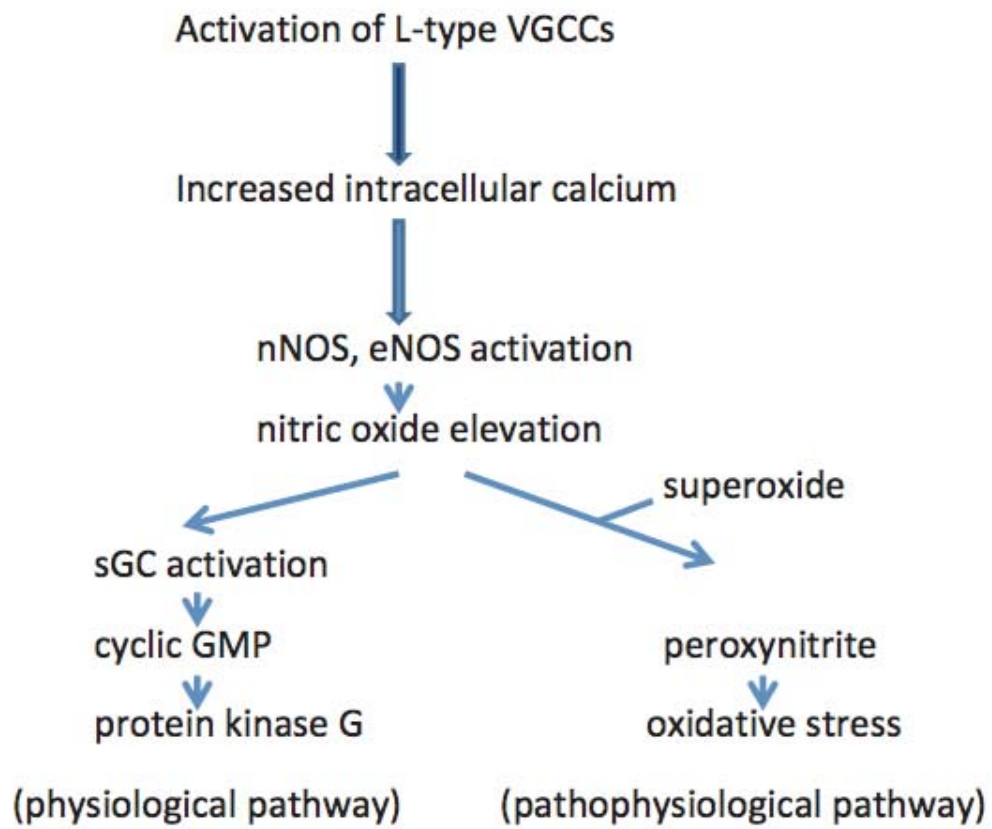 Activation of L-type VGCCs
Increased intracellular calcium
nNOS, eNOS activation
nitric oxide elevation
superoxide
sGC activation
cyclic GMP
peroxynitrite
protein kinase G
oxidative stress
(physiological pathway)
(pathophysiological pathway)